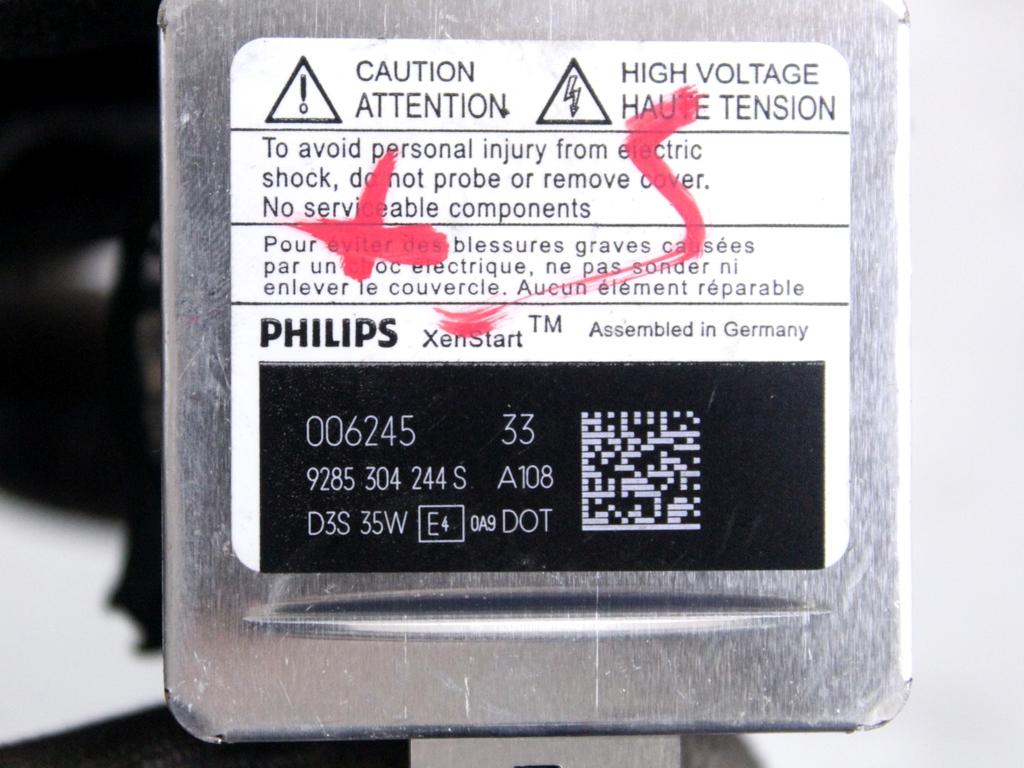 CAUTION
ATTENTION
HIGH VOLTAGE
HAUTE TENSION
To avoid personal injury from electric
shock, do not probe or remove cover.
No serviceable components
Pour éviter des blessures graves causées
par un choc électrique, ne pas sonder ni
enlever le couvercle. Aucun élément réparable
PHILIPS XenStart TM Assembled in Germany
006245 33
9285 304 244 S A108
D3S 35W E4 0A9 DOT